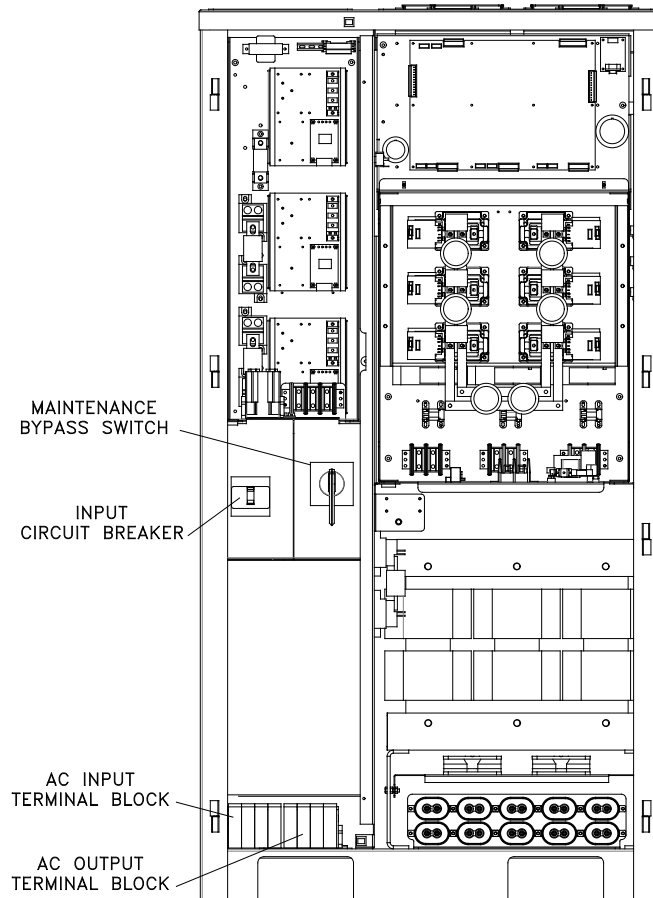 MAINTENANCE
BYPASS SWITCH
INPUT
CIRCUIT BREAKER
AC INPUT
TERMINAL BLOCK
AC OUTPUT
TERMINAL BLOCK